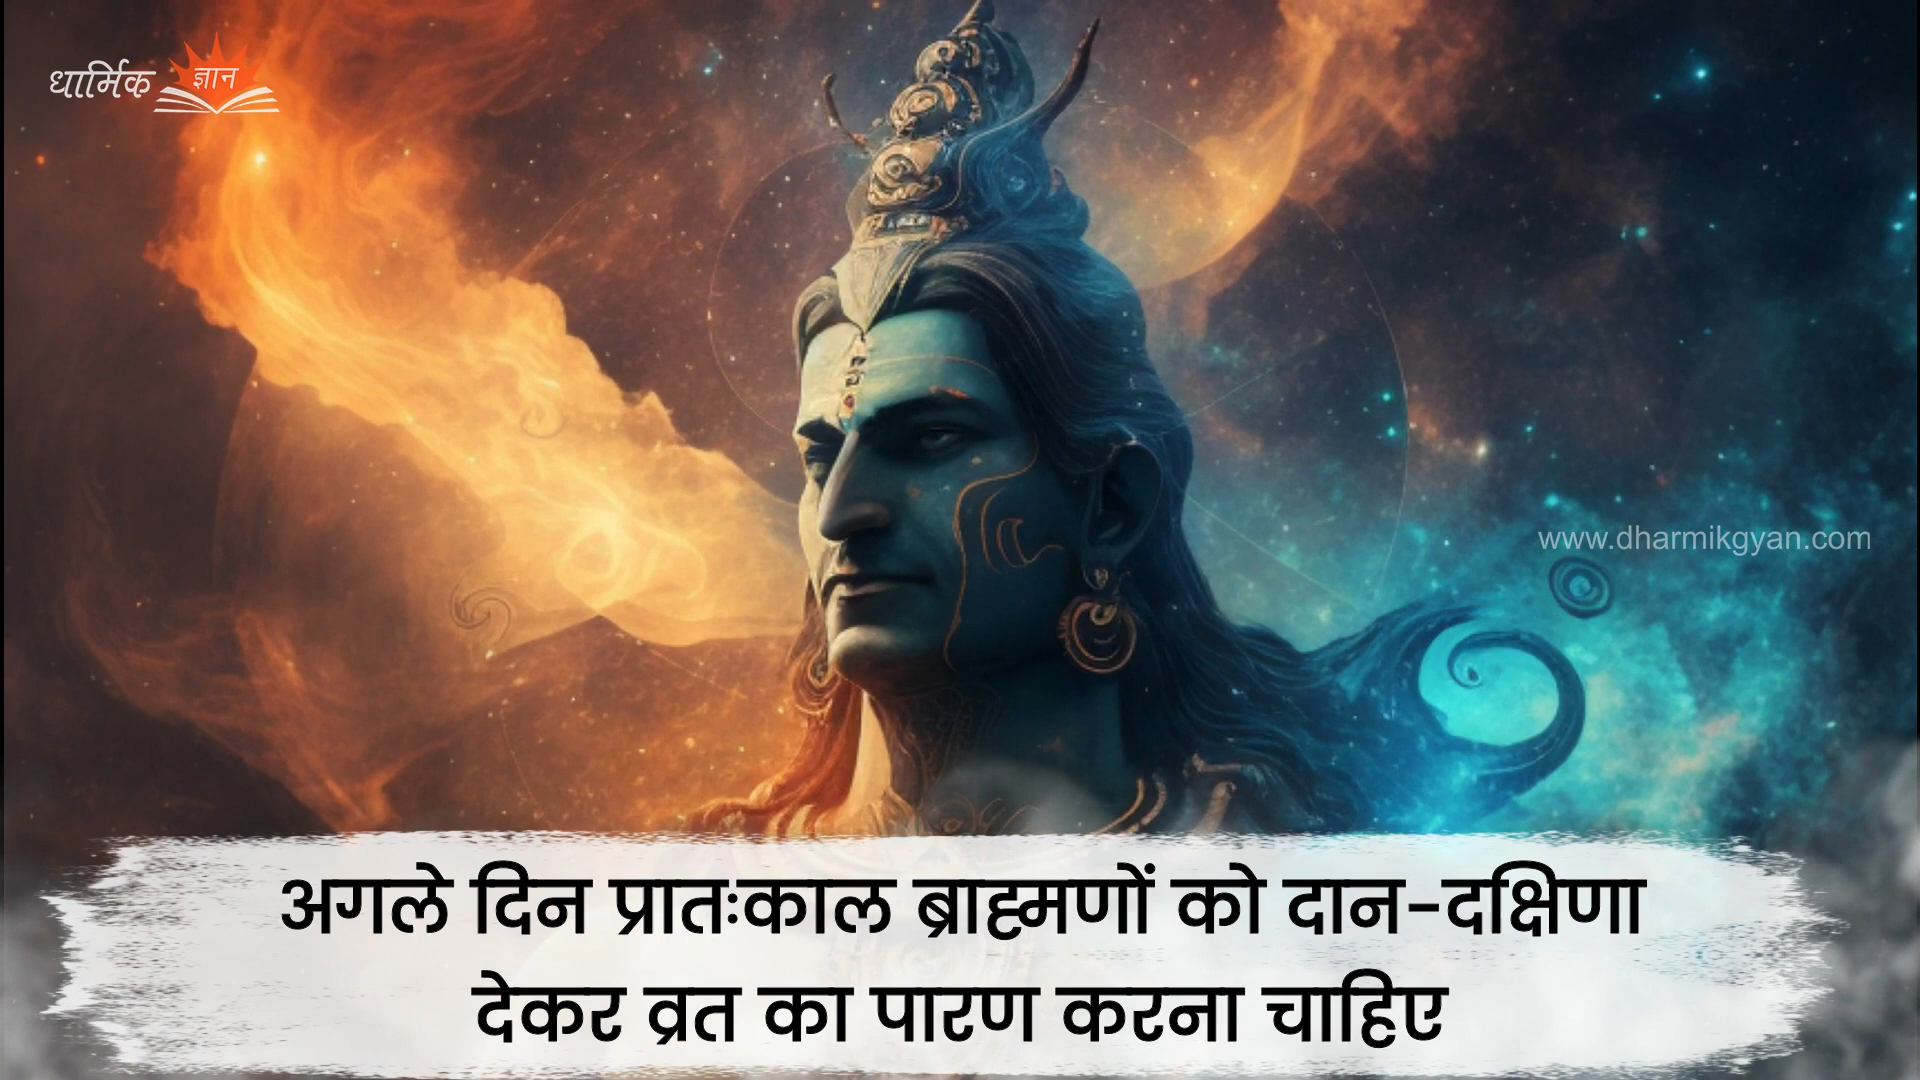 धार्मिक ज्ञान
www.dharmikgyan.com
अगले दिन प्रातःकाल ब्राह्मणों को दान-दक्षिणा
देकर व्रत का पारण करना चाहिए